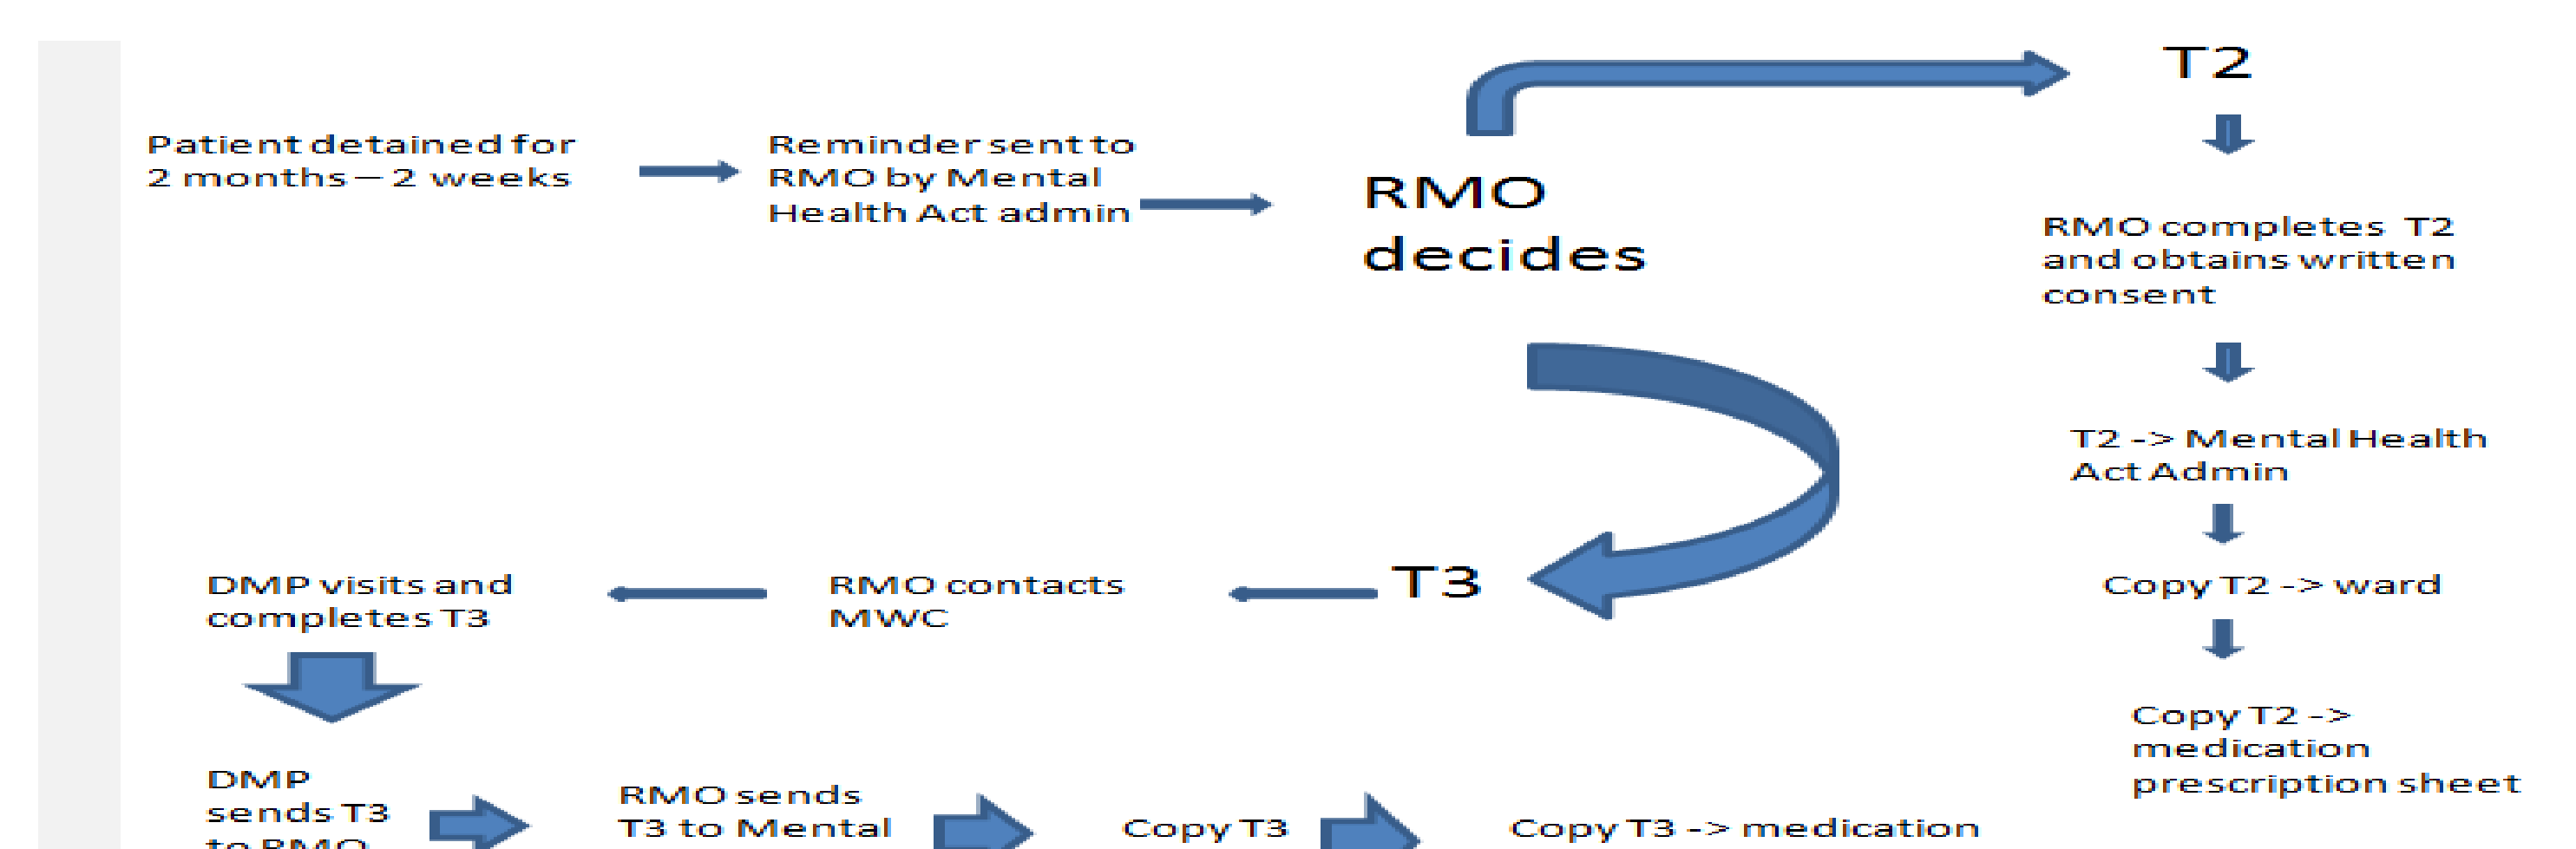 T2
Patient detained for
2 months – 2 weeks
Reminder sent to
RMO by Mental
Health Act admin
RMO
decides
RMO completes T2
and obtains written
consent
T2 -> Mental Health
Act Admin
Copy T2 -> ward
Copy T2 ->
medication
prescription sheet
T3
RMO contacts
MWC
DMP visits and
completes T3
DMP
sends T3
to RMO
RMO sends
T3 to Mental
Copy T3
Copy T3 -> medication